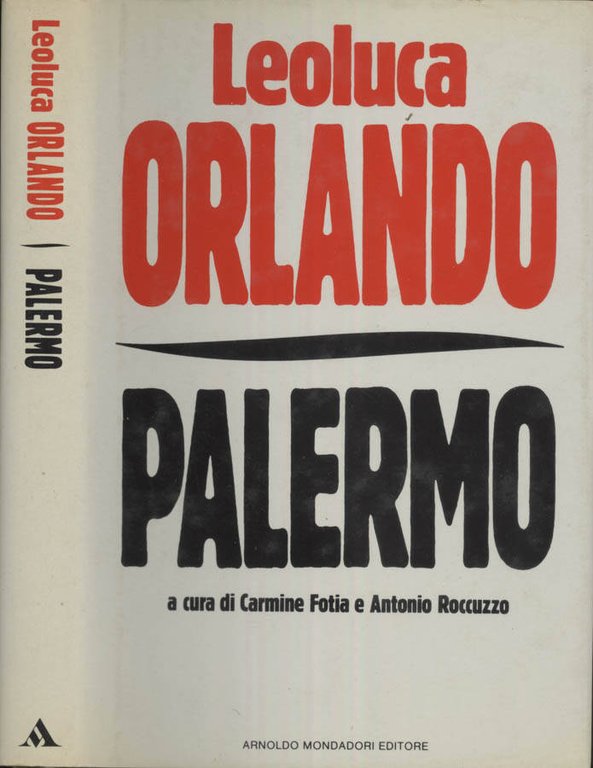 Leoluca ORLANDO PALERMO
Leoluca
ORLANDO
PALERMO
a cura di Carmine Fotia e Antonio Roccuzzo
ARNOLDO MONDADORI EDITORE